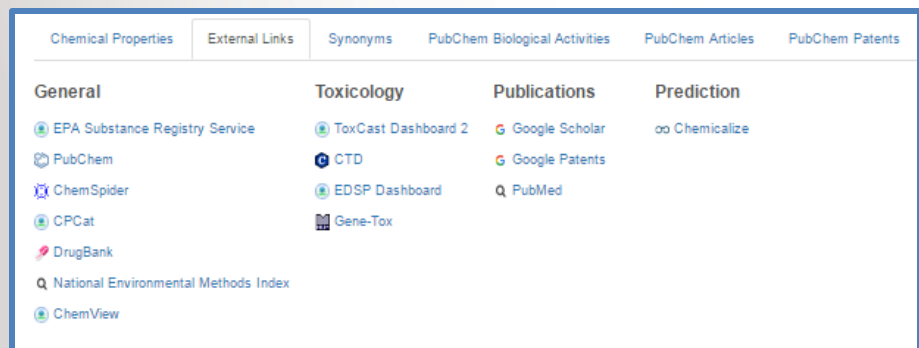 Chemical Properties External Links Synonyms PubChem Biological Activities PubChem Articles PubChem Patents
General Toxicology Publications Prediction
EPA Substance Registry Service ToxCast Dashboard 2 Google Scholar Chemicalize
PubChem CTD Google Patents
ChemSpider EDSP Dashboard PubMed
CPCat Gene-Tox
DrugBank
National Environmental Methods Index
ChemView